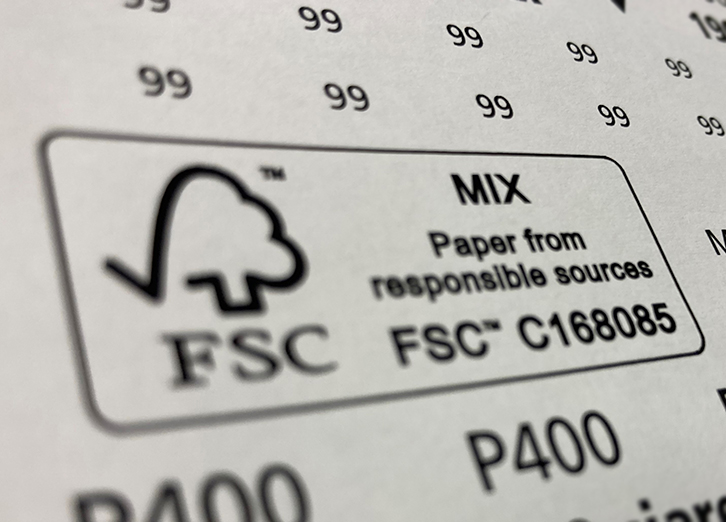 99 99 99 99
99 99 99 99 99
™
MIX
Paper from
responsible sources
FSC™ C168085
FSC
P400 P400